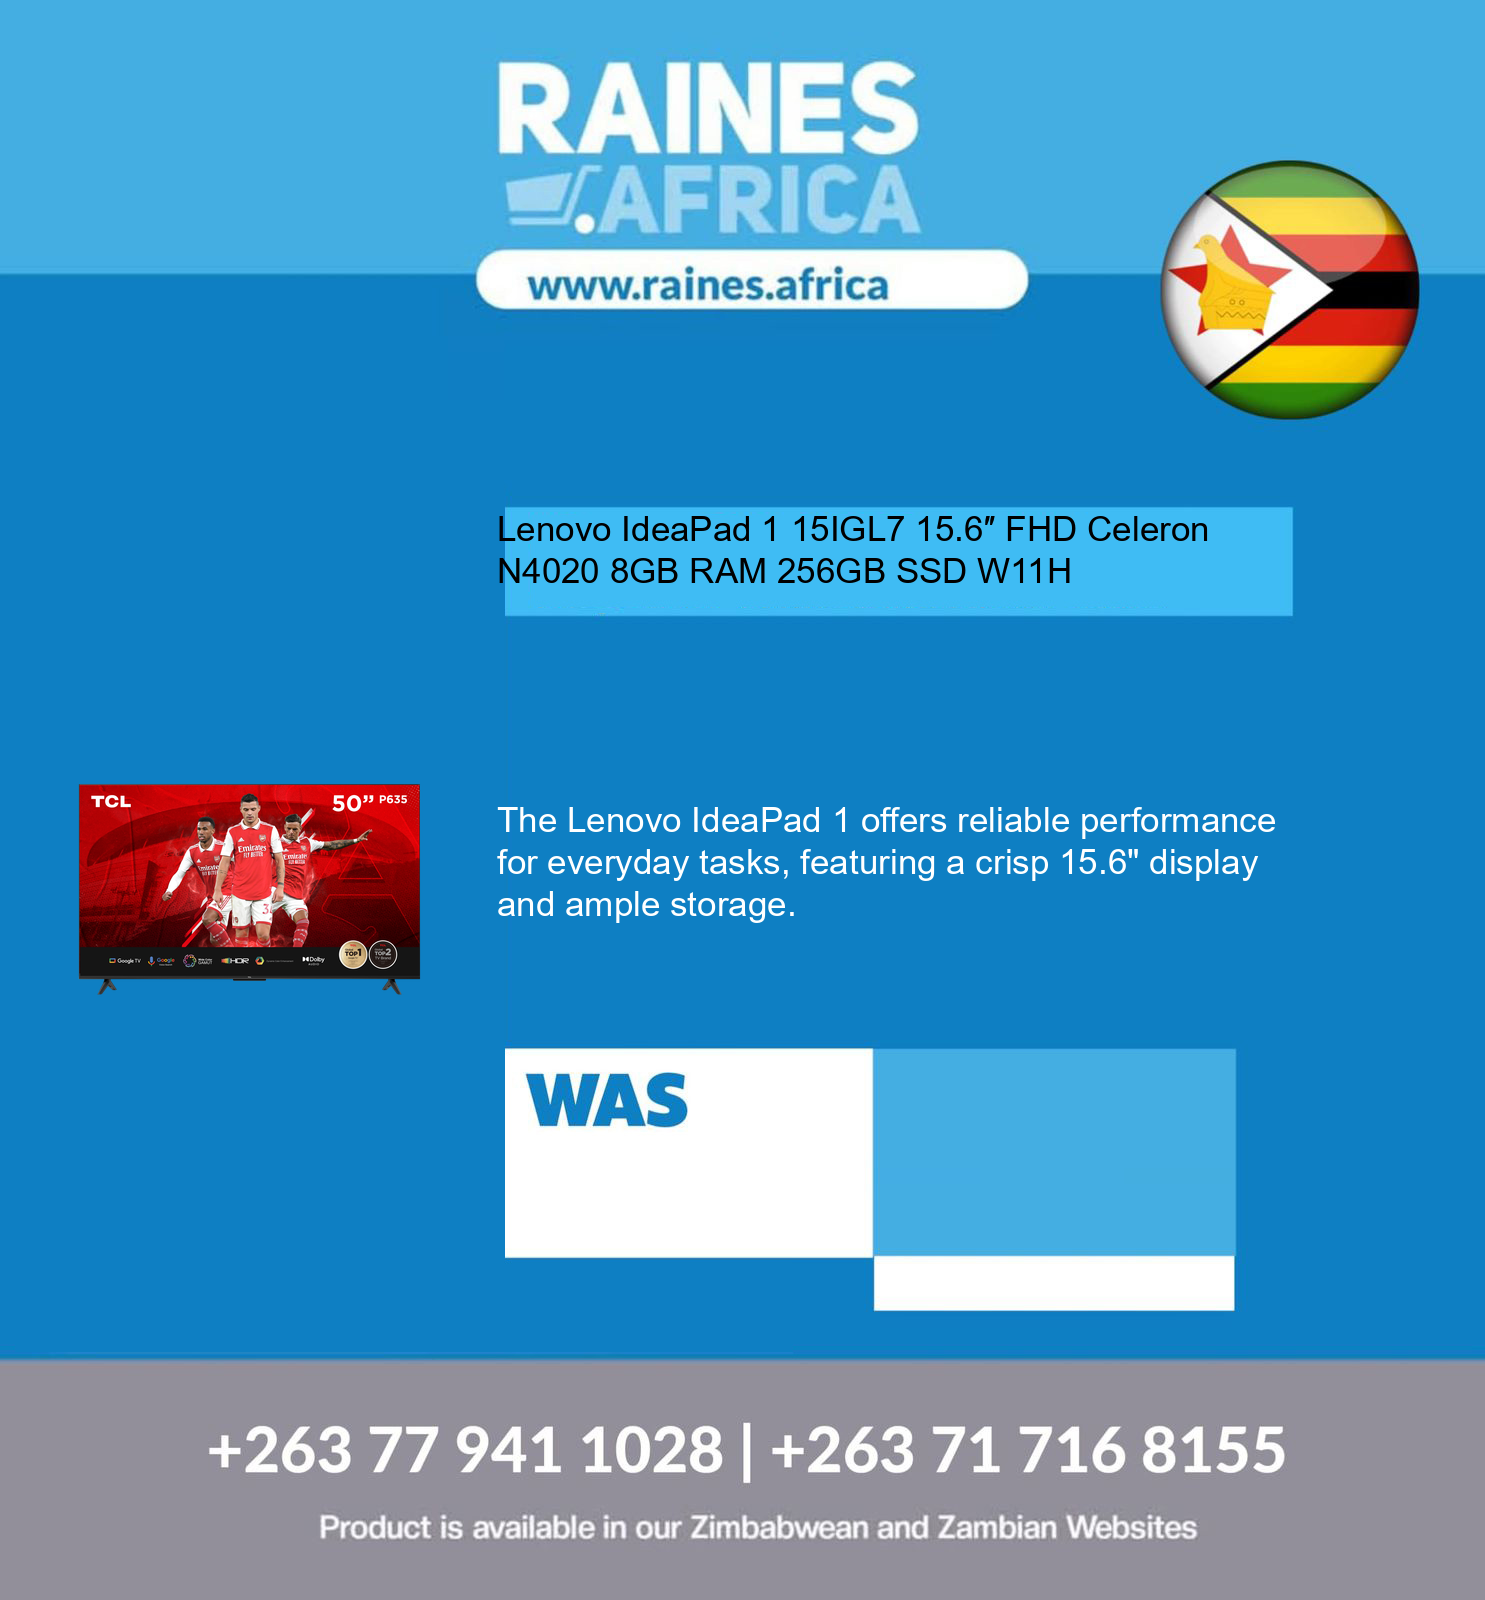 RAINES
.AFRICA
www.raines.africa
Lenovo IdeaPad 1 15IGL7 15.6″ FHD Celeron
N4020 8GB RAM 256GB SSD W11H
TCL
50” P635
Emirates
FLY BETTER
The Lenovo IdeaPad 1 offers reliable performance
for everyday tasks, featuring a crisp 15.6" display
and ample storage.
Google TV
Google
HDR
Dolby
TOP1
TOP2
WAS
+263 77 941 1028 | +263 71 716 8155
Product is available in our Zimbabwean and Zambian Websites